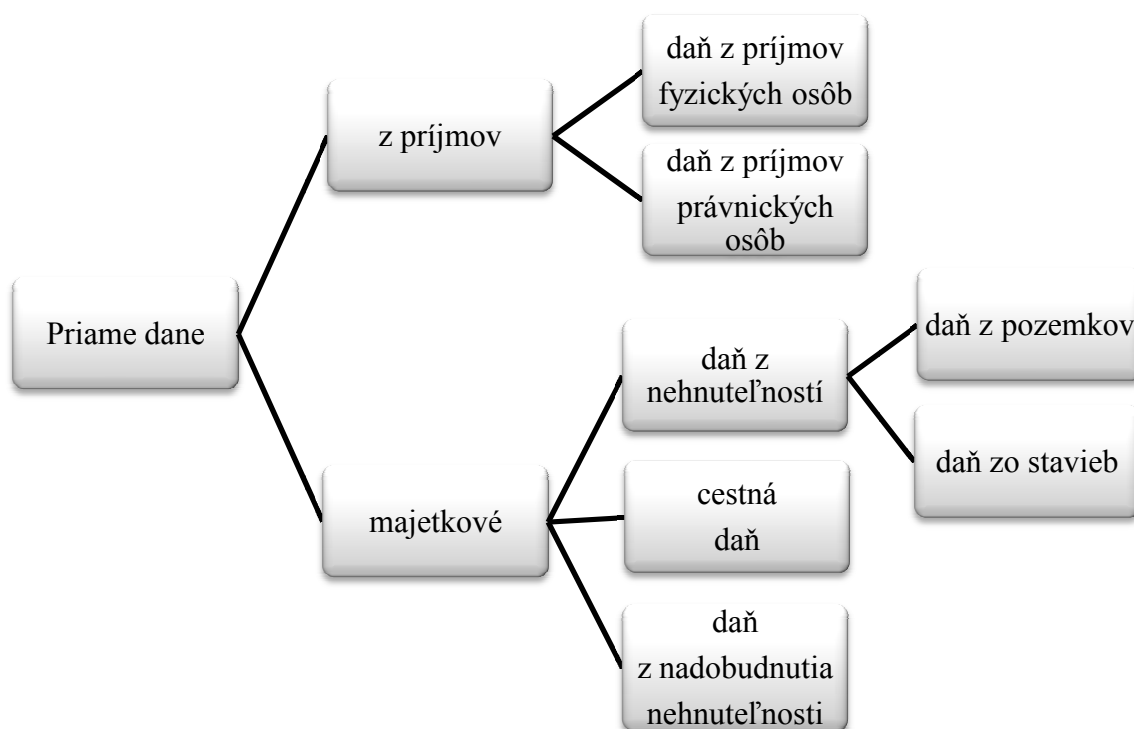 daň z príjmov
fyzických osôb
z príjmov
daň z príjmov
právnických
osôb
Priame dane
daň z
nehnuteľností
daň z pozemkov
daň zo stavieb
majetkové
cestná
daň
daň
z nadobudnutia
nehnuteľnosti